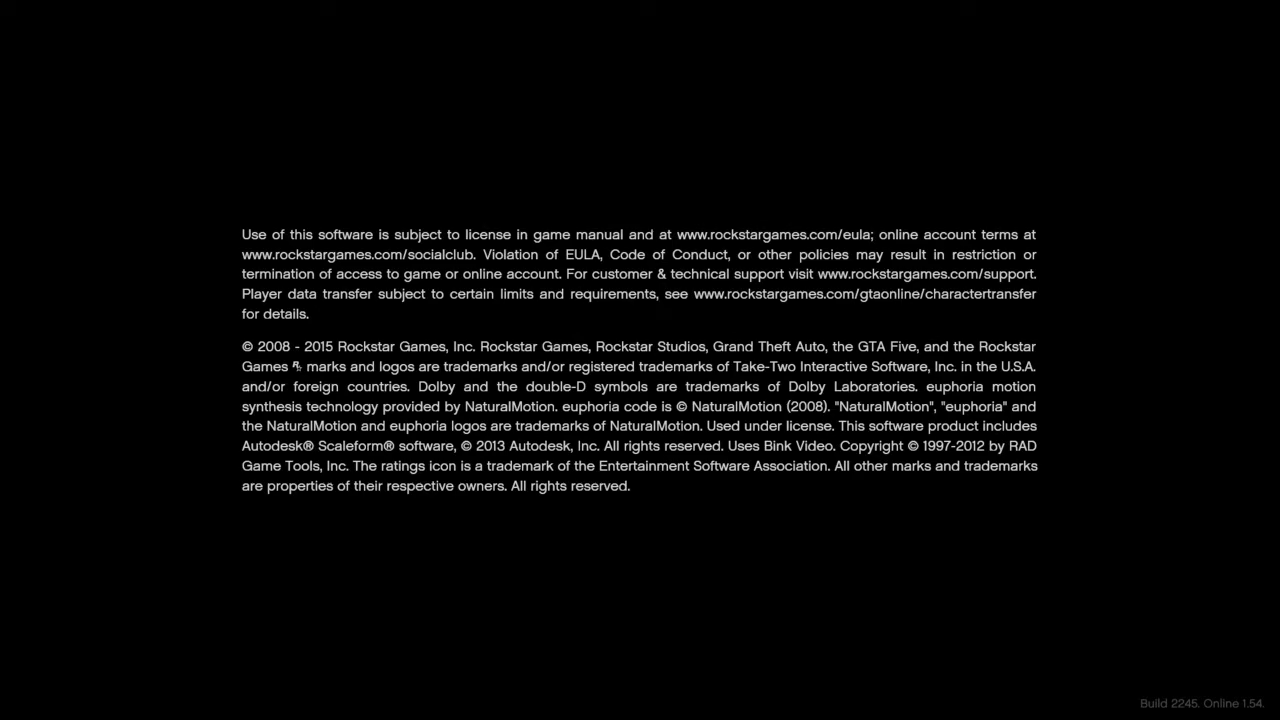 Use of this software is subject to license in game manual and at www.rockstargames.com/eula; online account terms at
www.rockstargames.com/socialclub. Violation of EULA, Code of Conduct, or other policies may result in restriction or
termination of access to game or online account. For customer & technical support visit www.rockstargames.com/support.
Player data transfer subject to certain limits and requirements, see www.rockstargames.com/gtaonline/charactertransfer
for details.
© 2008 - 2015 Rockstar Games, Inc. Rockstar Games, Rockstar Studios, Grand Theft Auto, the GTA Five, and the Rockstar
Games R* marks and logos are trademarks and/or registered trademarks of Take-Two Interactive Software, Inc. in the U.S.A.
and/or foreign countries. Dolby and the double-D symbols are trademarks of Dolby Laboratories. euphoria motion
synthesis technology provided by NaturalMotion. euphoria code is © NaturalMotion (2008). "NaturalMotion", "euphoria" and
the NaturalMotion and euphoria logos are trademarks of NaturalMotion. Used under license. This software product includes
Autodesk® Scaleform® software, © 2013 Autodesk, Inc. All rights reserved. Uses Bink Video. Copyright © 1997-2012 by RAD
Game Tools, Inc. The ratings icon is a trademark of the Entertainment Software Association. All other marks and trademarks
are properties of their respective owners. All rights reserved.
Build 2245. Online 1.54.